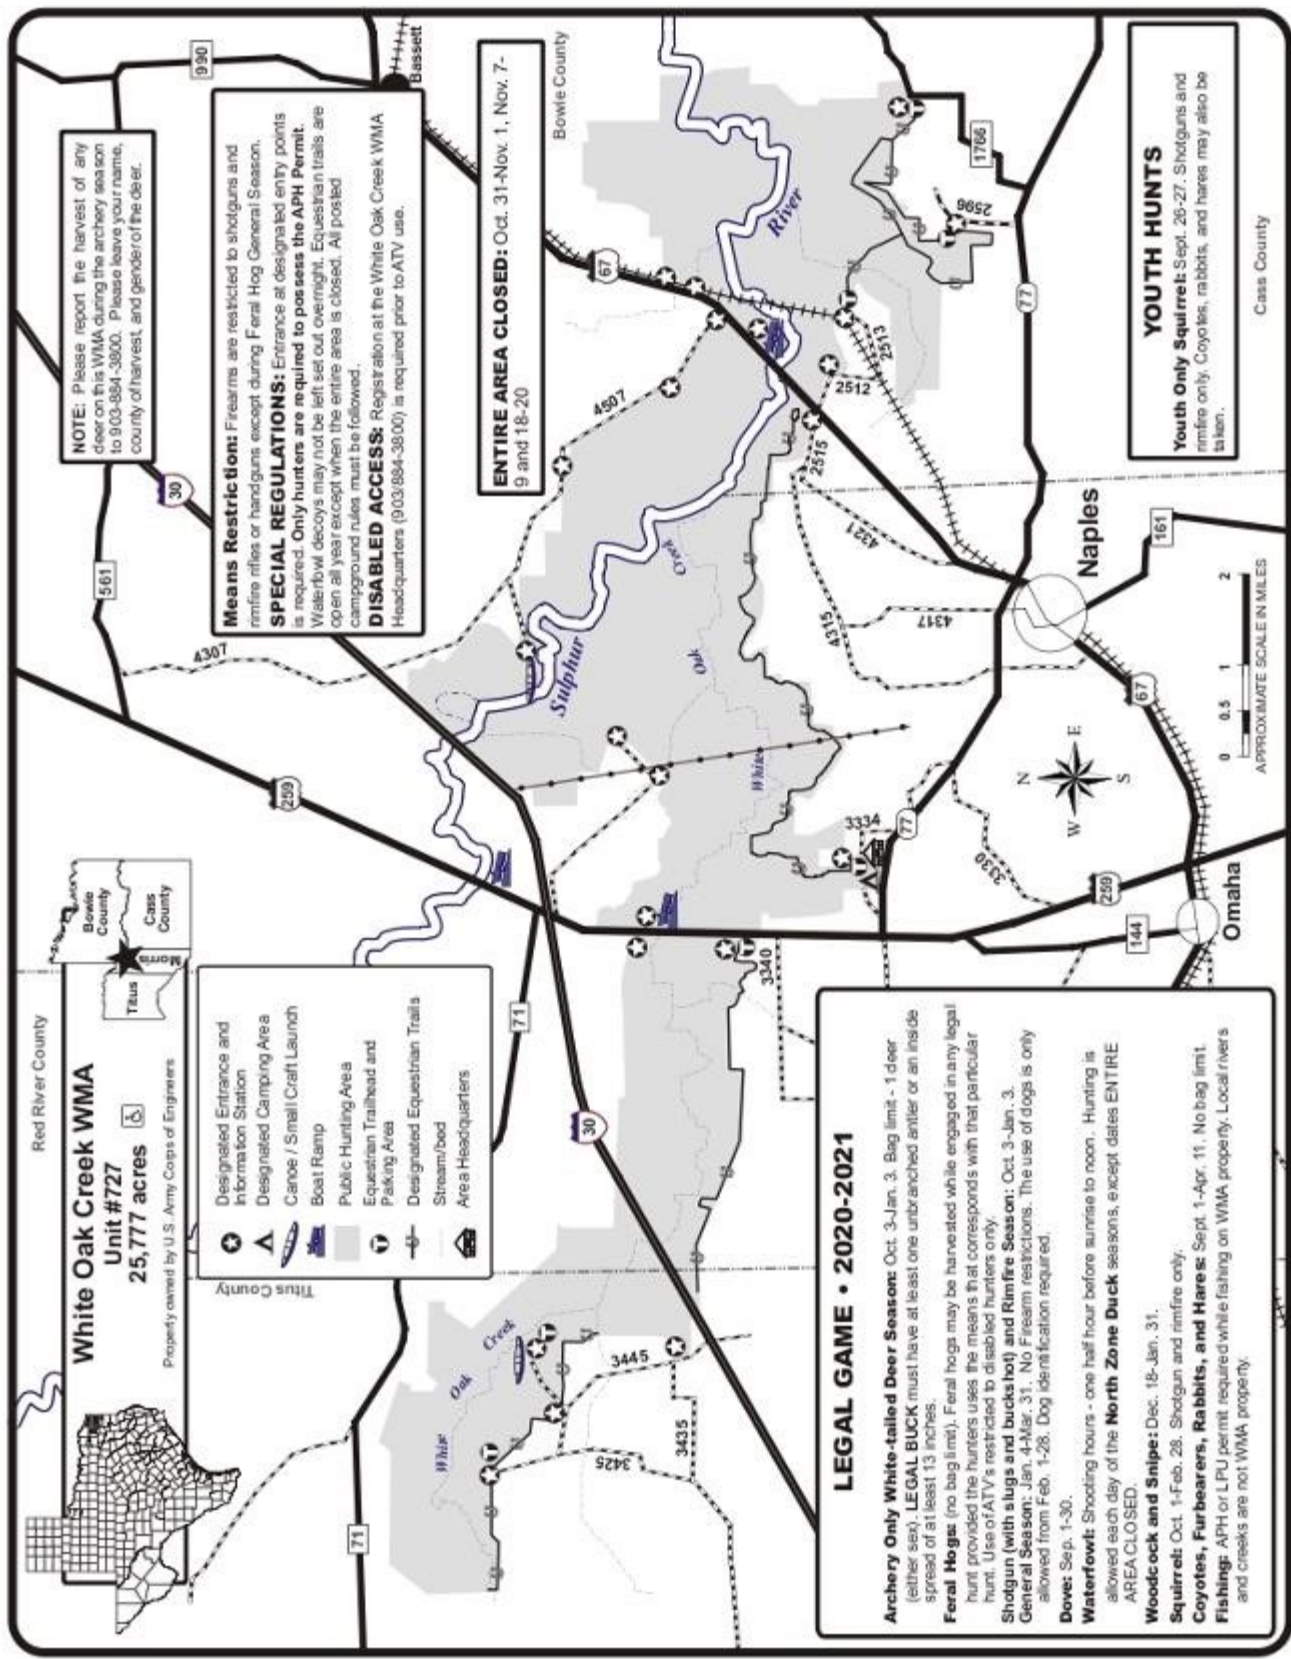 Red River County
White Oak Creek WMA
Unit #727
25,777 acres
Property owned by U.S. Army Corps of Engineers
Bowie
County
Cass
County
Titus
Morris
Designated Entrance and
Information Station
Designated Camping Area
Canoe / Small Craft Launch
Boat Ramp
Public Hunting Area
Equestrian Trailhead and
Parking Area
Designated Equestrian Trails
Stream/bed
Area Headquarters
Titus County
NOTE: Please report the harvest of any
deer on this WMA during the archery season
to 903-884-3800. Please leave your name,
county of harvest, and gender of the deer.
Means Restriction: Firearms are restricted to shotguns and
rimfire rifles or handguns except during Feral Hog General Season.
SPECIAL REGULATIONS: Entrance at designated entry points
is required. Only hunters are required to possess the APH Permit.
Waterfowl decoys may not be left set out overnight. Equestrian trails are
open all year except when the entire area is closed. All posted
campground rules must be followed.
DISABLED ACCESS: Registration at the White Oak Creek WMA
Headquarters (903/884-3800) is required prior to ATV use.
ENTIRE AREA CLOSED: Oct. 31-Nov. 1, Nov. 7-
9 and 18-20
Bowie County
Bassett
990
561
30
259
4307
4507
67
71
71
30
Sulphur
River
Creek
Oak
White
White
Oak
Creek
3445
3435
3425
3340
3334
77
3330
259
144
Omaha
67
Naples
161
4317
4315
4321
2515
2512
2513
2596
1766
77
N
E
S
W
0
0.5
1
2
APPROXIMATE SCALE IN MILES
LEGAL GAME • 2020-2021
Archery Only White-tailed Deer Season: Oct. 3-Jan. 3. Bag limit - 1 deer
(either sex). LEGAL BUCK must have at least one unbranched antler or an inside
spread of at least 13 inches.
Feral Hogs: (no bag limit). Feral hogs may be harvested while engaged in any legal
hunt provided the hunters uses the means that corresponds with that particular
hunt. Use of ATV's restricted to disabled hunters only.
Shotgun (with slugs and buckshot) and Rimfire Season: Oct. 3-Jan. 3.
General Season: Jan. 4-Mar. 31. No Firearm restrictions. The use of dogs is only
allowed from Feb. 1-28. Dog identification required.
Dove: Sep. 1-30.
Waterfowl: Shooting hours - one half hour before sunrise to noon. Hunting is
allowed each day of the North Zone Duck seasons, except dates ENTIRE
AREA CLOSED.
Woodcock and Snipe: Dec. 18-Jan. 31.
Squirrel: Oct. 1-Feb. 28. Shotgun and rimfire only.
Coyotes, Furbearers, Rabbits, and Hares: Sept. 1-Apr. 11. No bag limit.
Fishing: APH or LPU permit required while fishing on WMA property. Local rivers
and creeks are not WMA property.
YOUTH HUNTS
Youth Only Squirrel: Sept. 26-27. Shotguns and
rimfire only. Coyotes, rabbits, and hares may also be
taken.
Cass County